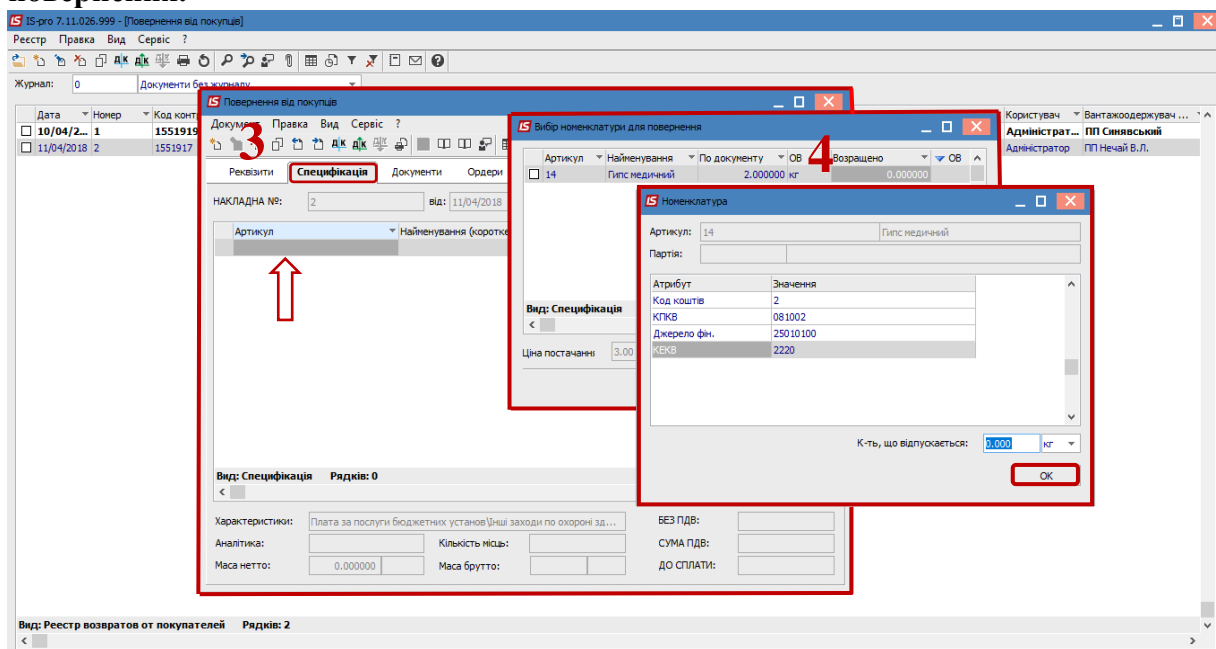 повернення.
IS-pro 7.11.026.999 - [Повернення від покупців]
Реєстр Правка Вид Сервіс ?
Журнал: 0 Документи без журналу
Дата Номер Код конт
10/04/2... 1 1551919
11/04/2018 2 1551917
Користувач Вантажоодержувач ...
Адміністрат... ПП Синявський
Адміністратор ПП Нечай В.Л.
Повернення від покупців
Документ Правка Вид Сервіс ?
3
Реквізити Специфікація Документи Ордери
НАКЛАДНА №: 2 від: 11/04/2018
Артикул Найменування (коротке
Вид: Специфікація Рядків: 0
Характеристики: Плата за послуги бюджетних установ\Інші заходи по охороні зд...
БЕЗ ПДВ:
Аналітика: Кількість місць: СУМА ПДВ:
Маса нетто: 0.000000 Маса брутто: ДО СПЛАТИ:
Вибір номенклатури для повернення
4
Артикул Найменування По документу ОВ Возращено ОВ
14 Гипс медичний 2.000000 кг 0.000000
Вид: Специфікація
Ціна постачання 3.00
Номенклатура
Артикул: 14 Гипс медичний
Партія:
Атрибут Значення
Код коштів 2
КПКВ 081002
Джерело фін. 25010100
КЕКВ 2220
К-ть, що відпускається: 0.000 кг
OK
Вид: Реестр возвратов от покупателей Рядків: 2